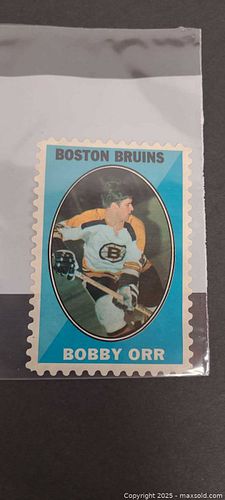 BOSTON BRUINS
B
BOBBY ORR
Copyright 2025 - maxsold.com